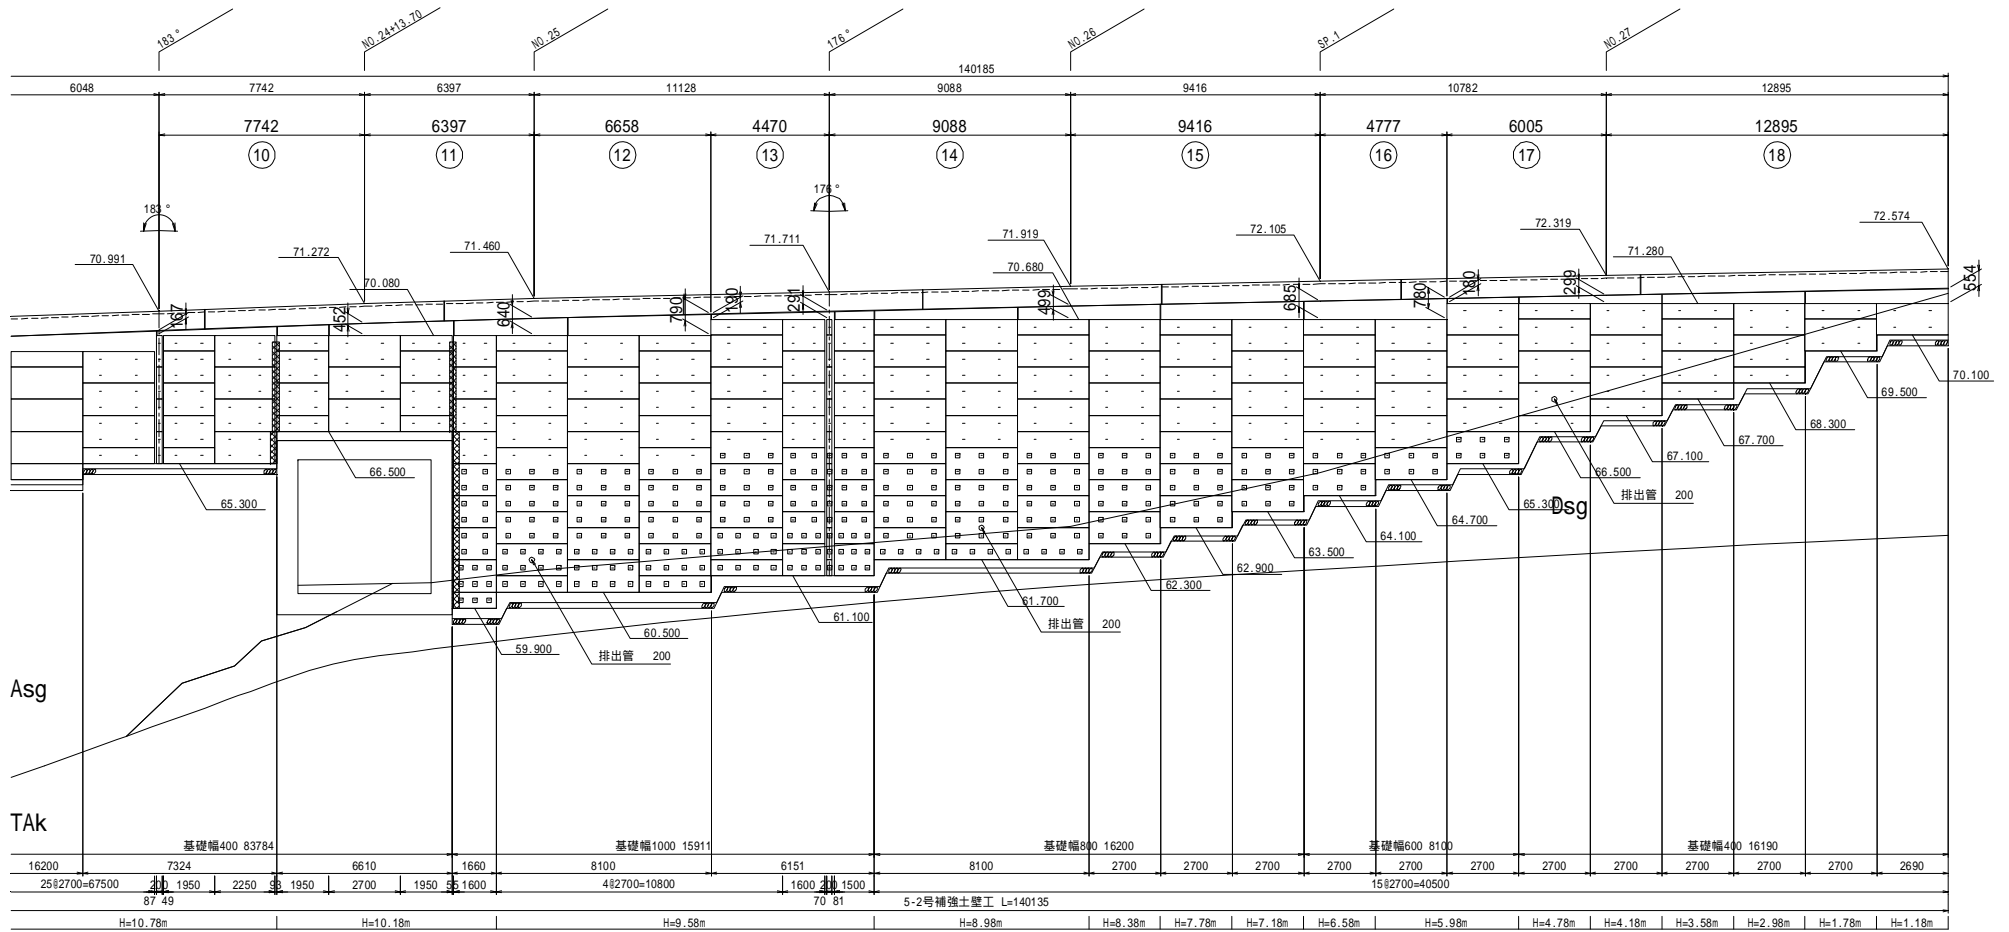 183° NO.24+13.70 NO.25 176° NO.26 SP.1 NO.27
140185
6048 7742 6397 11128 9088 9416 10782 12895
7742 6397 6658 4470 9088 9416 4777 6005 12895
10 11 12 13 14 15 16 17 18
183° 176°
70.991 71.272 70.080 71.460 71.711 71.919 70.680 72.105 72.319 71.280 72.574
167 452 640 790 190 291 499 685 780 180 299 554
70.100
69.500
68.300
67.700
67.100
66.500
排出管 200
65.300
Dsg
64.700
64.100
63.500
62.900
62.300
61.700
排出管 200
61.100
60.500
排出管 200
59.900
66.500
65.300
Asg
TAk
基礎幅400 83784 基礎幅1000 15911 基礎幅800 16200 基礎幅600 8100 基礎幅400 16190
16200 7324 6610 1660 8100 6151 8100 2700 2700 2700 2700 2700 2700 2700 2700 2700 2700 2700 2690
25@2700=67500 200 1950 2250 93 1950 2700 1950 55 1600 4@2700=10800 1600 200 1500 15@2700=40500
87 49 70 81 5-2号補強土壁工 L=140135
H=10.78m H=10.18m H=9.58m H=8.98m H=8.38m H=7.78m H=7.18m H=6.58m H=5.98m H=4.78m H=4.18m H=3.58m H=2.98m H=1.78m H=1.18m